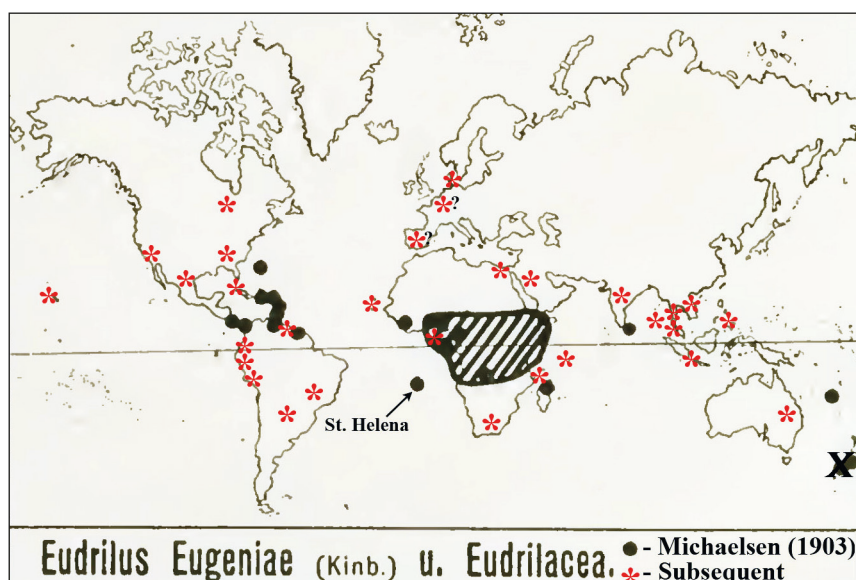 ?
?
St. Helena
X
Eudrilus Eugeniae (Kinb.) u. Eudrilacea.
● - Michaelsen (1903)
* - Subsequent